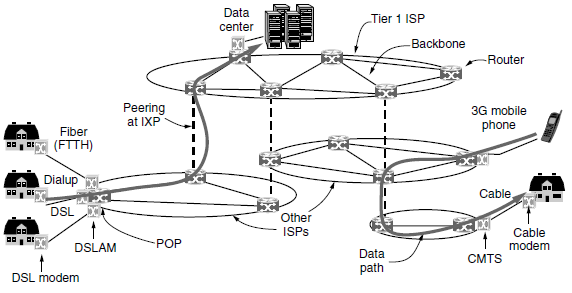 Data
center
Tier 1 ISP
Backbone
Router
Peering
at IXP
3G mobile
phone
Fiber
(FTTH)
Dialup
DSL
Cable
Other
ISPs
POP
DSLAM
Data
path
CMTS
Cable
modem
DSL modem